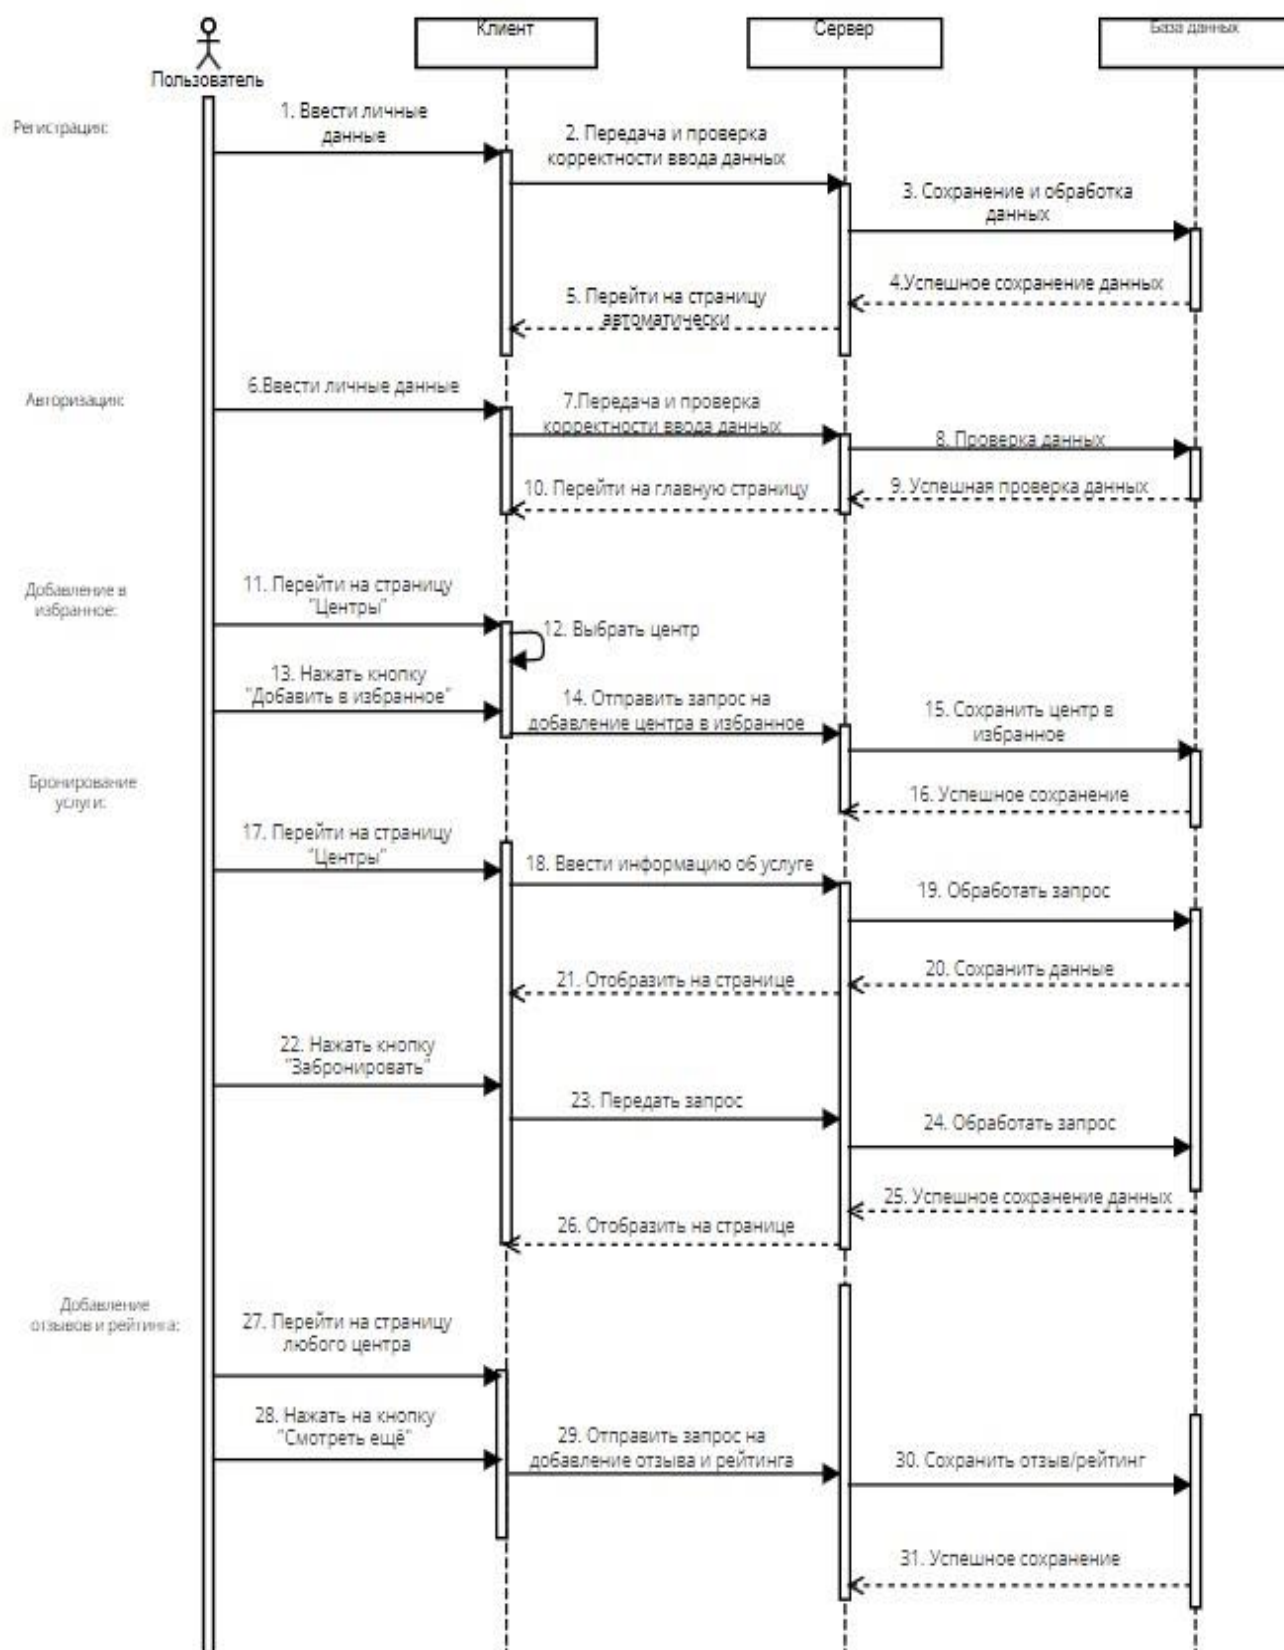 Клиент
Сервер
База данных
Пользователь
Регистрация:
1. Ввести личные
данные
2. Передача и проверка
корректности ввода данных
3. Сохранение и обработка
данных
4.Успешное сохранение данных
5. Перейти на страницу
автоматически
Авторизация:
6.Ввести личные данные
7.Передача и проверка
корректности ввода данных
8. Проверка данных
9. Успешная проверка данных
10. Перейти на главную страницу
Добавление в
избранное:
11. Перейти на страницу
"Центры"
12. Выбрать центр
13. Нажать кнопку
"Добавить в избранное"
14. Отправить запрос на
добавление центра в избранное
15. Сохранить центр в
избранное
16. Успешное сохранение
Бронирование
услуги:
17. Перейти на страницу
"Центры"
18. Ввести информацию об услуге
19. Обработать запрос
20. Сохранить данные
21. Отобразить на странице
22. Нажать кнопку
"Забронировать"
23. Передать запрос
24. Обработать запрос
25. Успешное сохранение данных
26. Отобразить на странице
Добавление
отзывов и рейтинга:
27. Перейти на страницу
любого центра
28. Нажать на кнопку
"Смотреть ещё"
29. Отправить запрос на
добавление отзыва и рейтинга
30. Сохранить отзыв/рейтинг
31. Успешное сохранение